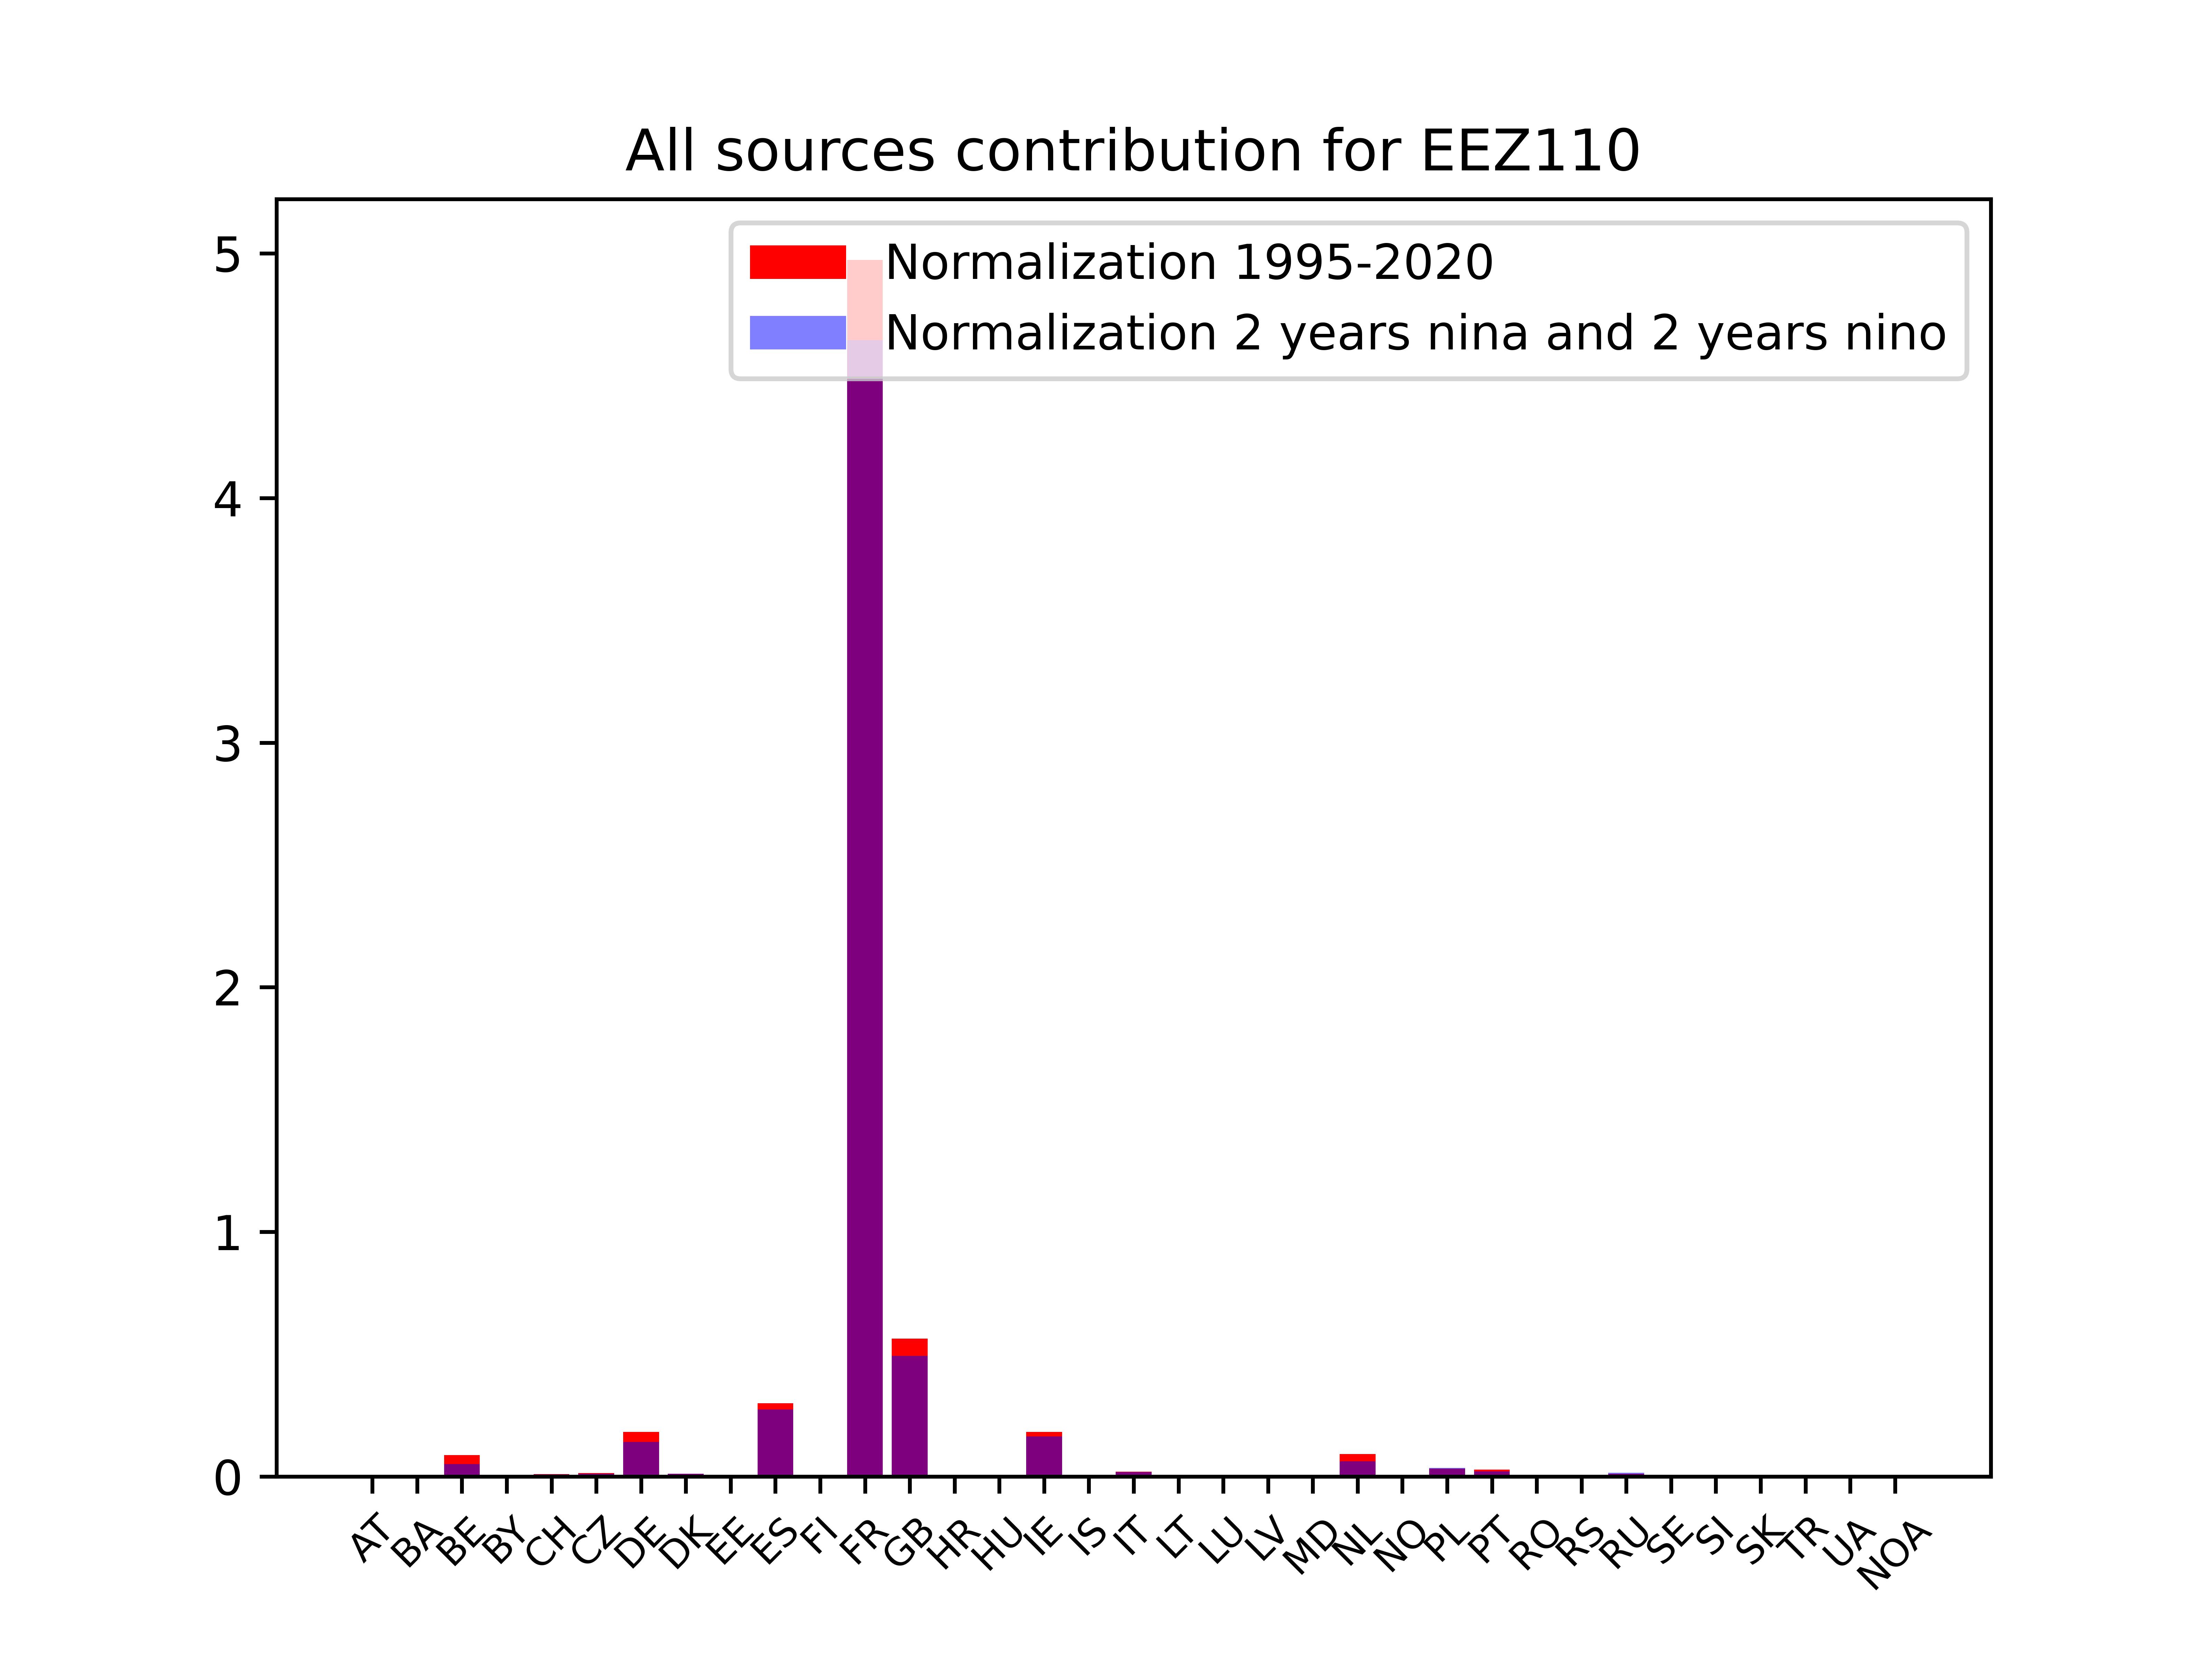 All sources contribution for EEZ110
Normalization 1995-2020
Normalization 2 years nina and 2 years nino
5
4
3
2
1
0
AT BA BE BY CH CZ DE DK EE ES FI FR GB HR HU IE IS IT LT LU LV MD NL NO PL PT RO RS RU SE SI SK TR UA NOA